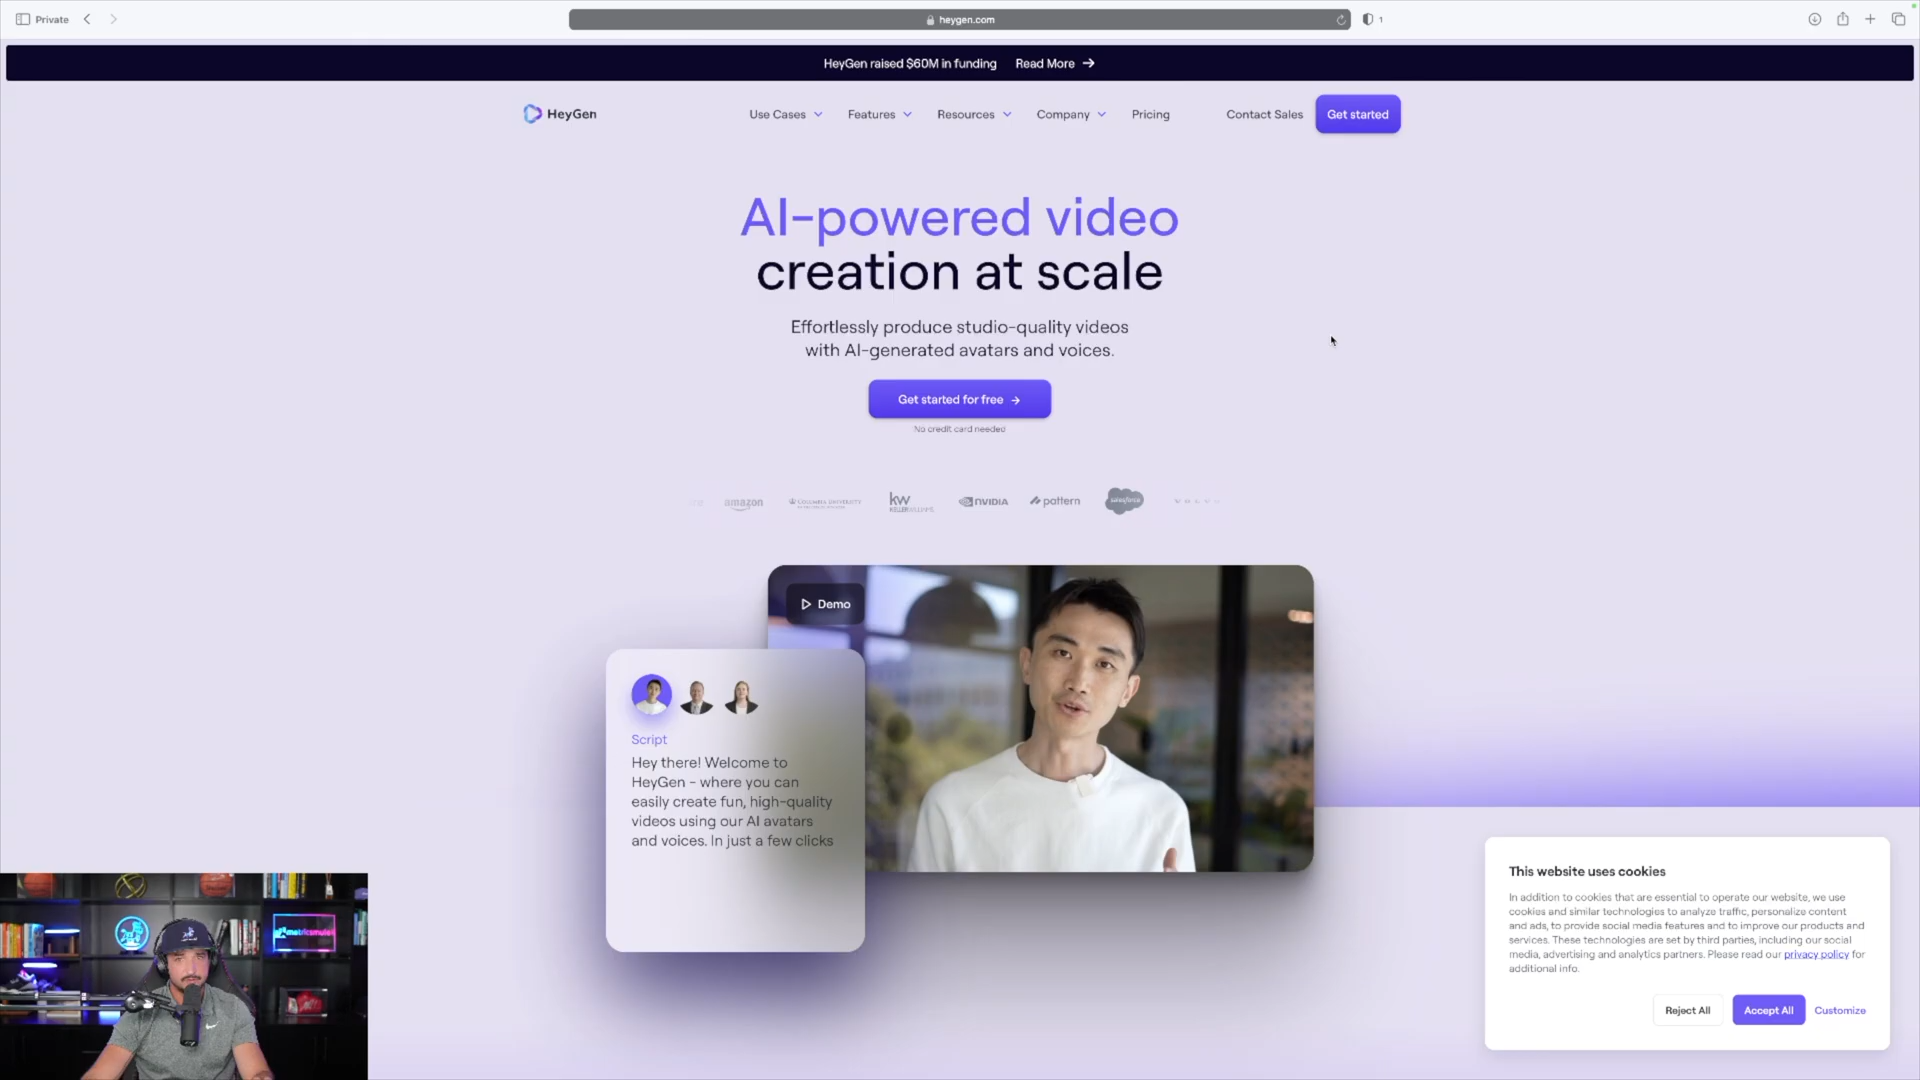 Private
heygen.com
1
HeyGen raised $60M in funding Read More →
HeyGen
Use Cases
Features
Resources
Company
Pricing
Contact Sales
Get started
AI-powered video
creation at scale
Effortlessly produce studio-quality videos
with AI-generated avatars and voices.
Get started for free →
No credit card needed
amazon
COLUMBIA UNIVERSITY
kw
KELLERWILLIAMS
NVIDIA
pattern
salesforce
Demo
Script
Hey there! Welcome to
HeyGen - where you can
easily create fun, high-quality
videos using our AI avatars
and voices. In just a few clicks
This website uses cookies
In addition to cookies that are essential to operate our website, we use
cookies and similar technologies to analyze traffic, personalize content
and ads, to provide social media features and to improve our products and
services. These technologies are set by third parties, including our social
media, advertising and analytics partners. Please read our privacy policy for
additional info.
Reject All
Accept All
Customize
metricsmule